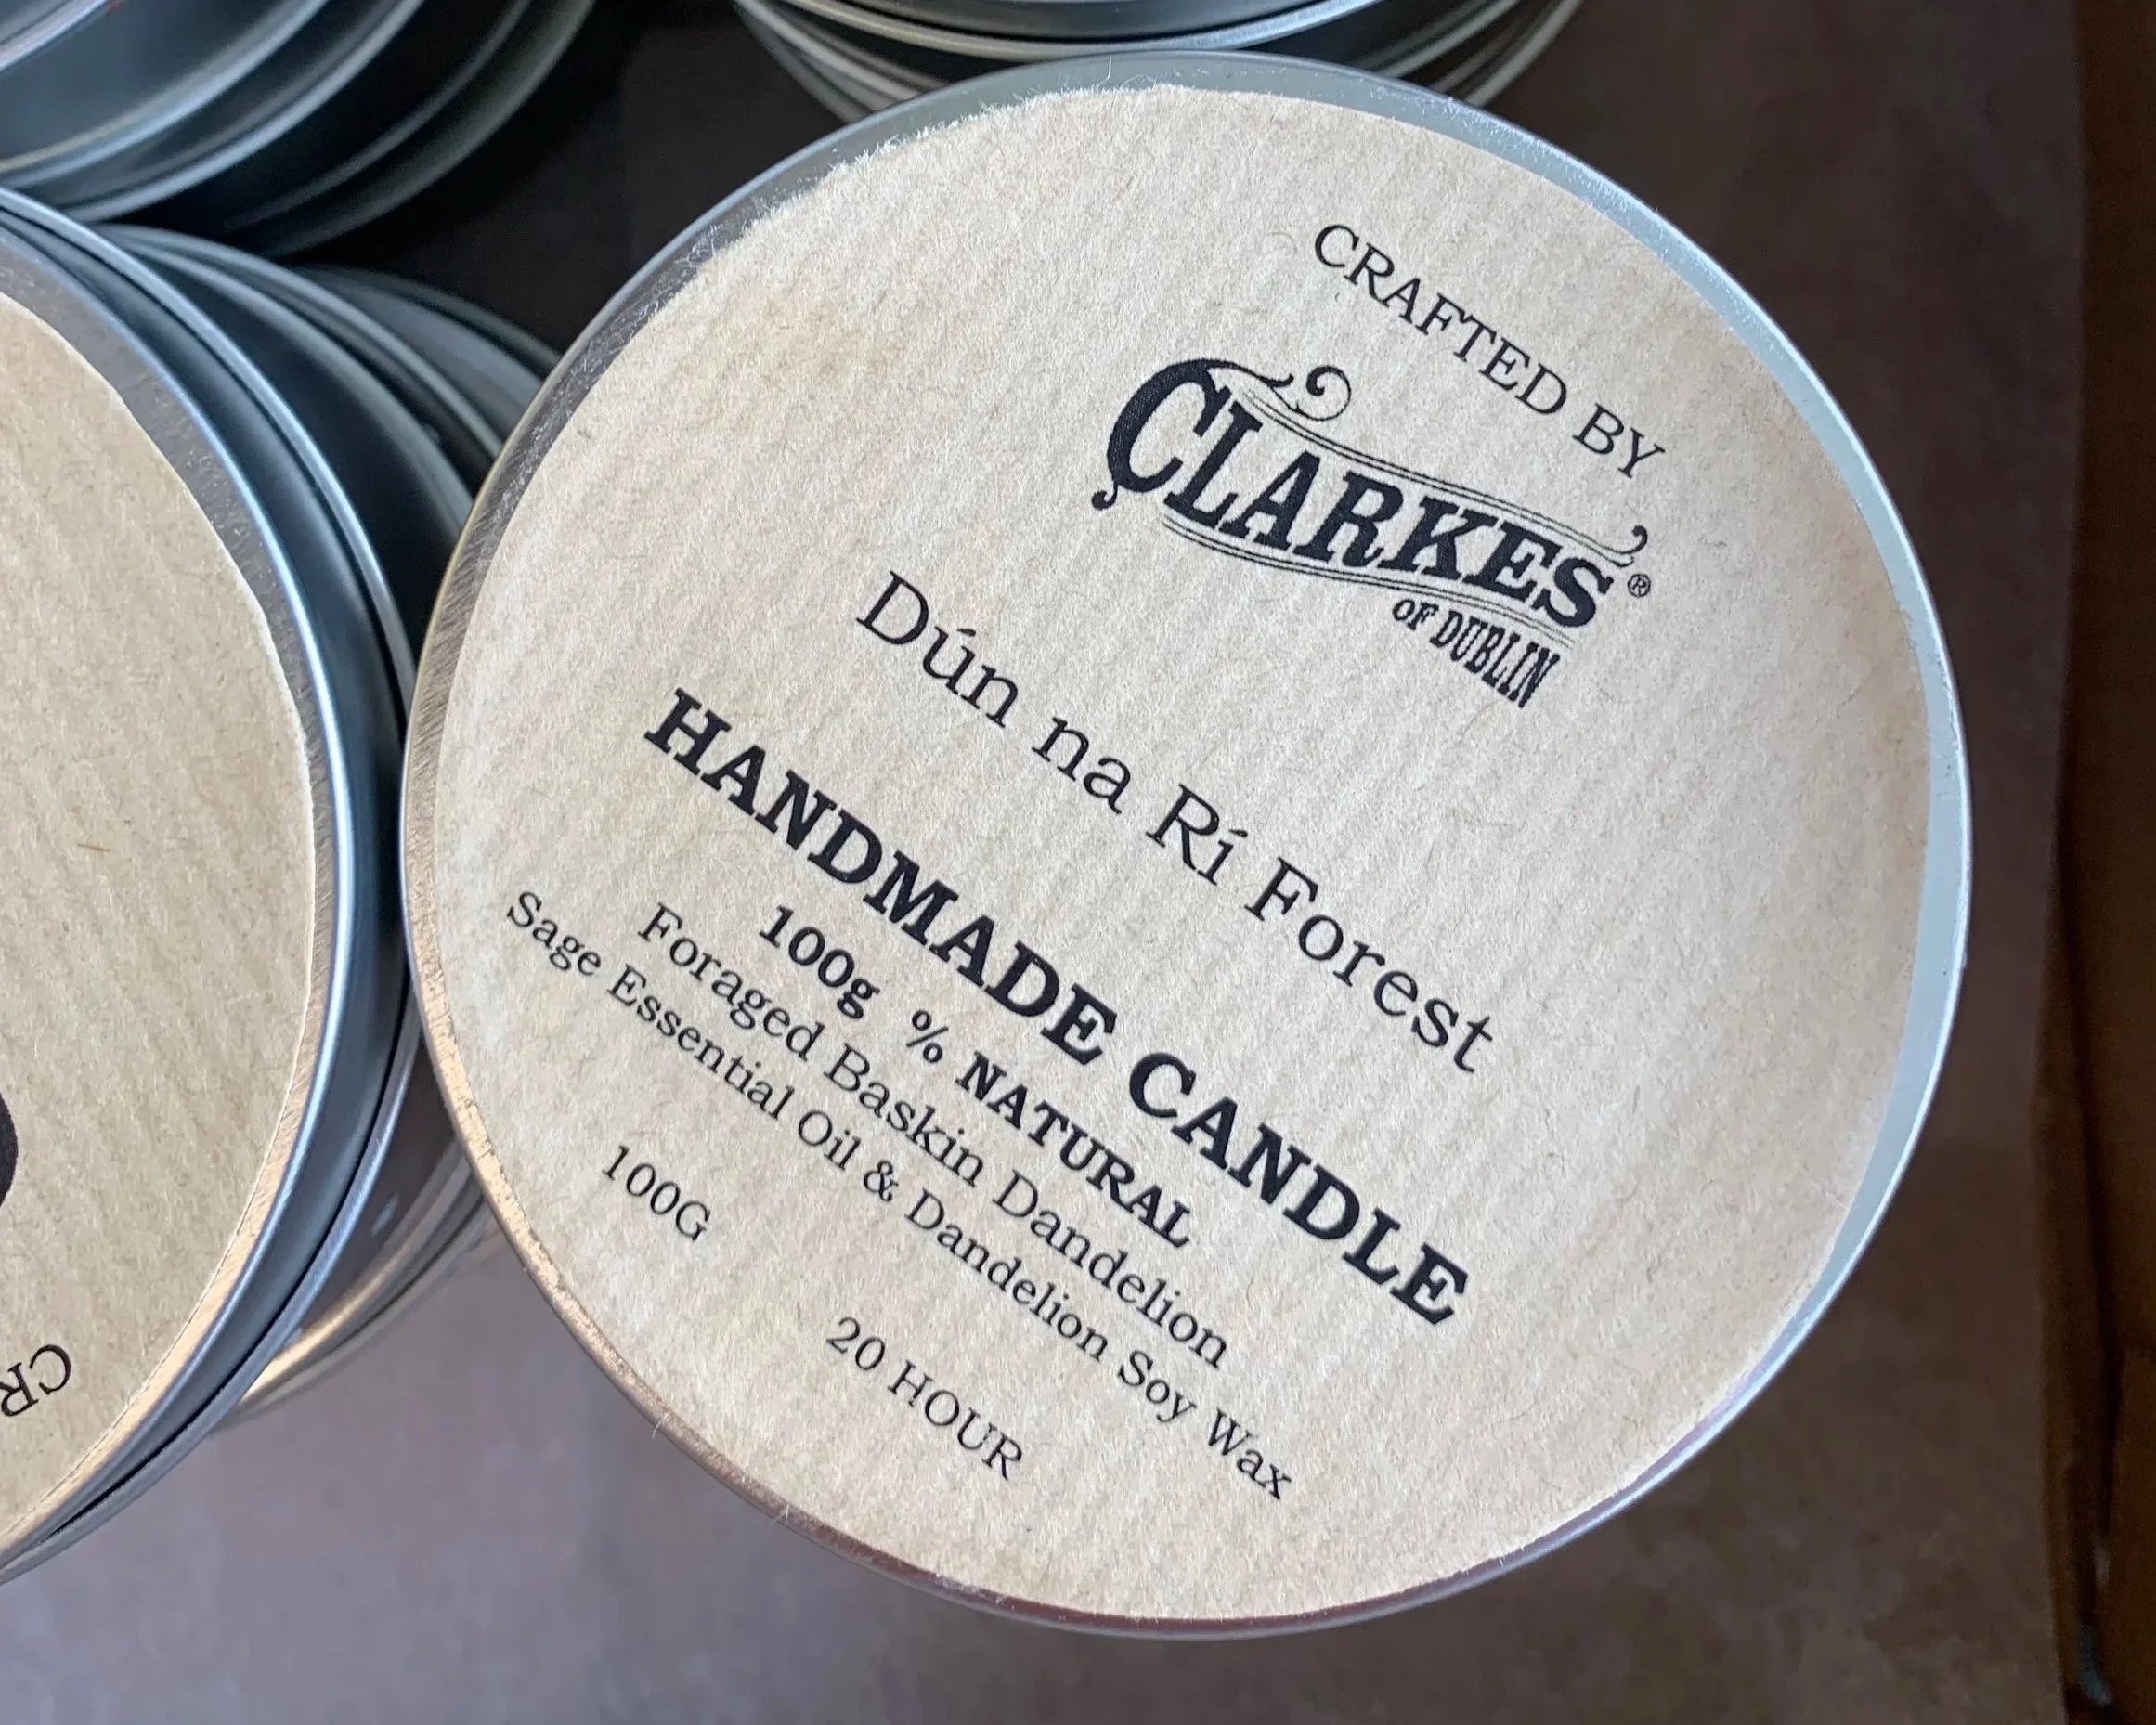 CRAFTED BY
CLARKES®
OF DUBLIN
Dún na Rí Forest
HANDMADE CANDLE
100g % NATURAL
Foraged Baskin Dandelion
Sage Essential Oil & Dandelion Soy Wax
100G
20 HOUR
CR